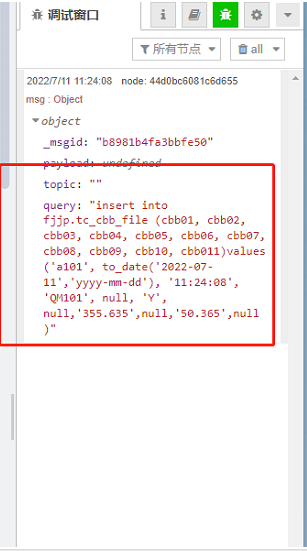 调试窗口
i
所有节点
all
2022/7/11 11:24:08 node: 44d0bc6081c6d655
msg : Object
object
_msgid: "b8981b4fa3bbfe50"
payload: undefined
topic: ""
query: "insert into
fjjp.tc_cbb_file (cbb01, cbb02,
cbb03, cbb04, cbb05, cbb06, cbb07,
cbb08, cbb09, cbb10, cbb011)values
('a101', to_date('2022-07-
11','yyyy-mm-dd'), '11:24:08',
'QM101', null, 'Y',
null,'355.635',null,'50.365',null
)"